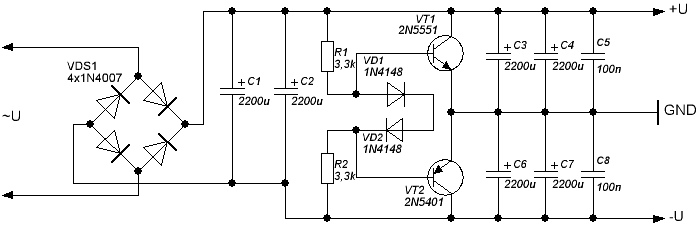 VDS1
4x1N4007
~U
+ C1
2200u
+ C2
2200u
R1
3,3k
VD1
1N4148
VT1
2N5551
+ C3
2200u
+ C4
2200u
C5
100n
+U
GND
VD2
1N4148
R2
3,3k
VT2
2N5401
+ C6
2200u
+ C7
2200u
C8
100n
-U